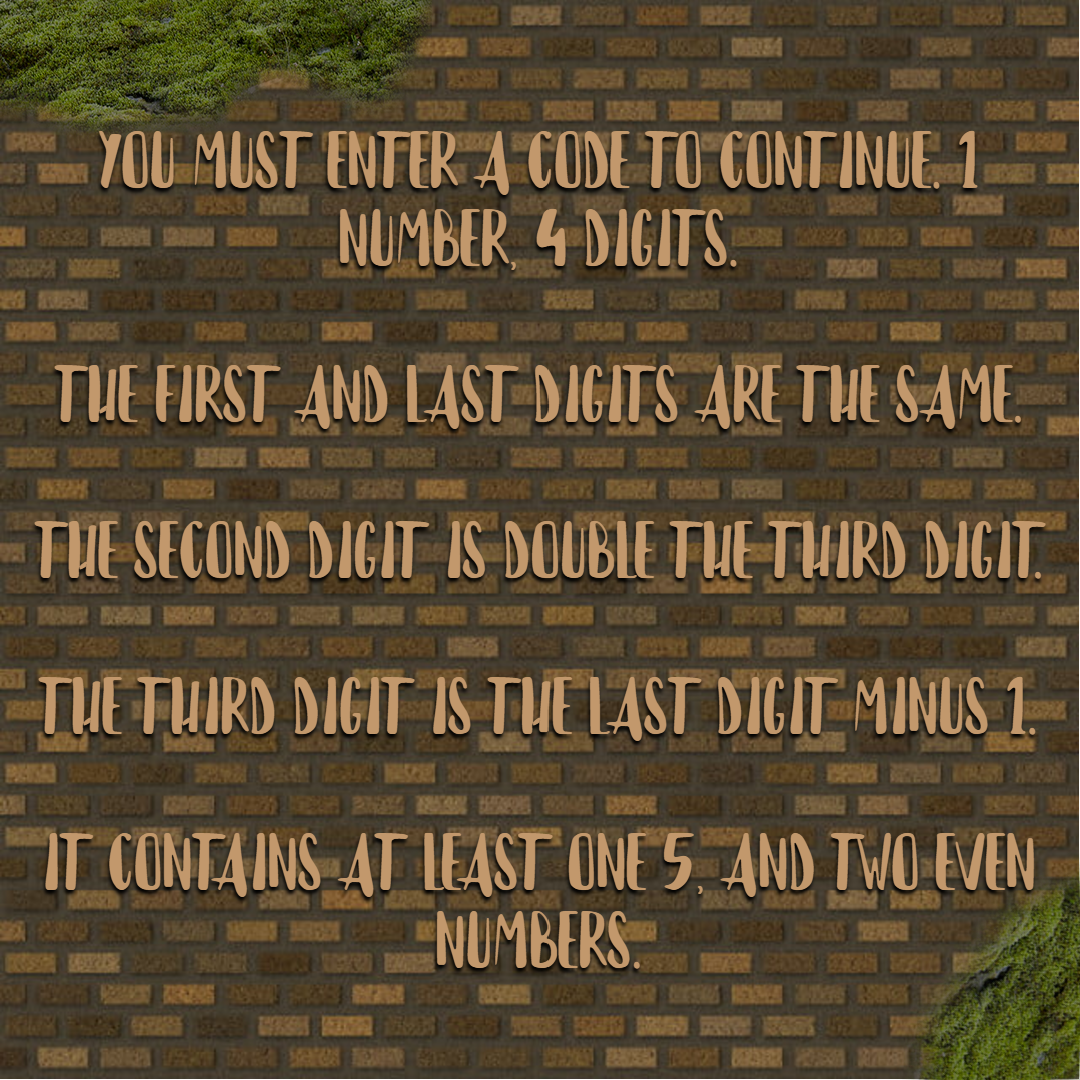 YOU MUST ENTER A CODE TO CONTINUE. 1
NUMBER, 4 DIGITS.
THE FIRST AND LAST DIGITS ARE THE SAME.
THE SECOND DIGIT IS DOUBLE THE THIRD DIGIT.
THE THIRD DIGIT IS THE LAST DIGIT MINUS 1.
IT CONTAINS AT LEAST ONE 5, AND TWO EVEN
NUMBERS.